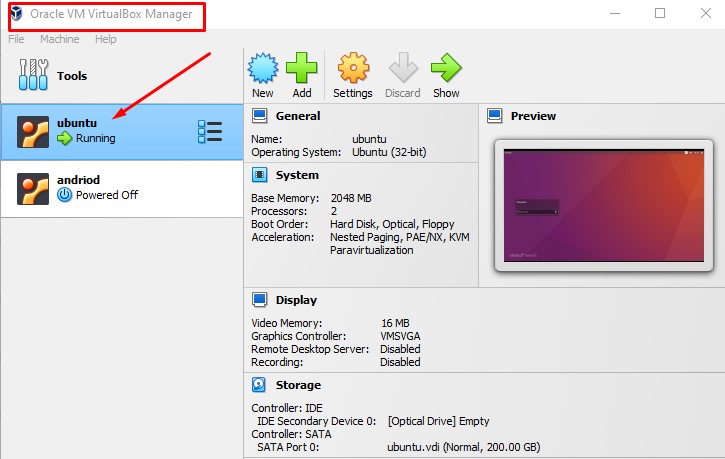 Oracle VM VirtualBox Manager
File Machine Help
Tools
New Add Settings Discard Show
ubuntu
Running
andriod
Powered Off
General
Name: ubuntu
Operating System: Ubuntu (32-bit)
System
Base Memory: 2048 MB
Processors: 2
Boot Order: Hard Disk, Optical, Floppy
Acceleration: Nested Paging, PAE/NX, KVM
Paravirtualization
Preview
Display
Video Memory: 16 MB
Graphics Controller: VMSVGA
Remote Desktop Server: Disabled
Recording: Disabled
Storage
Controller: IDE
IDE Secondary Device 0: [Optical Drive] Empty
Controller: SATA
SATA Port 0: ubuntu.vdi (Normal, 200.00 GB)